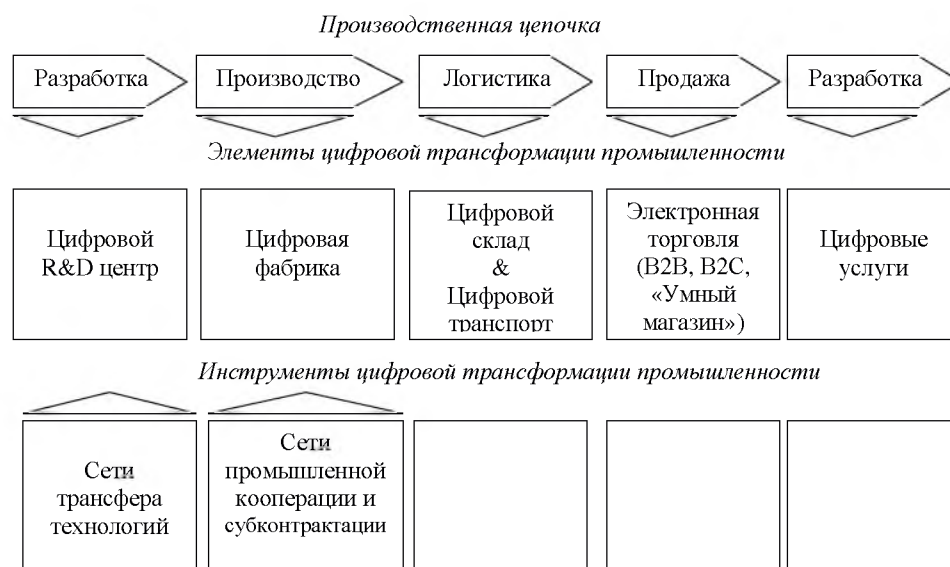 Производственная цепочка
Разработка
Производство
Логистика
Продажа
Разработка
Элементы цифровой трансформации промышленности
Цифровой
R&D центр
Цифровая
фабрика
Цифровой
склад
&
Цифровой
транспорт
Электронная
торговля
(B2B, B2C,
«Умный
магазин»)
Цифровые
услуги
Инструменты цифровой трансформации промышленности
Сети
трансфера
технологий
Сети
промышленной
кооперации и
субконтрактации